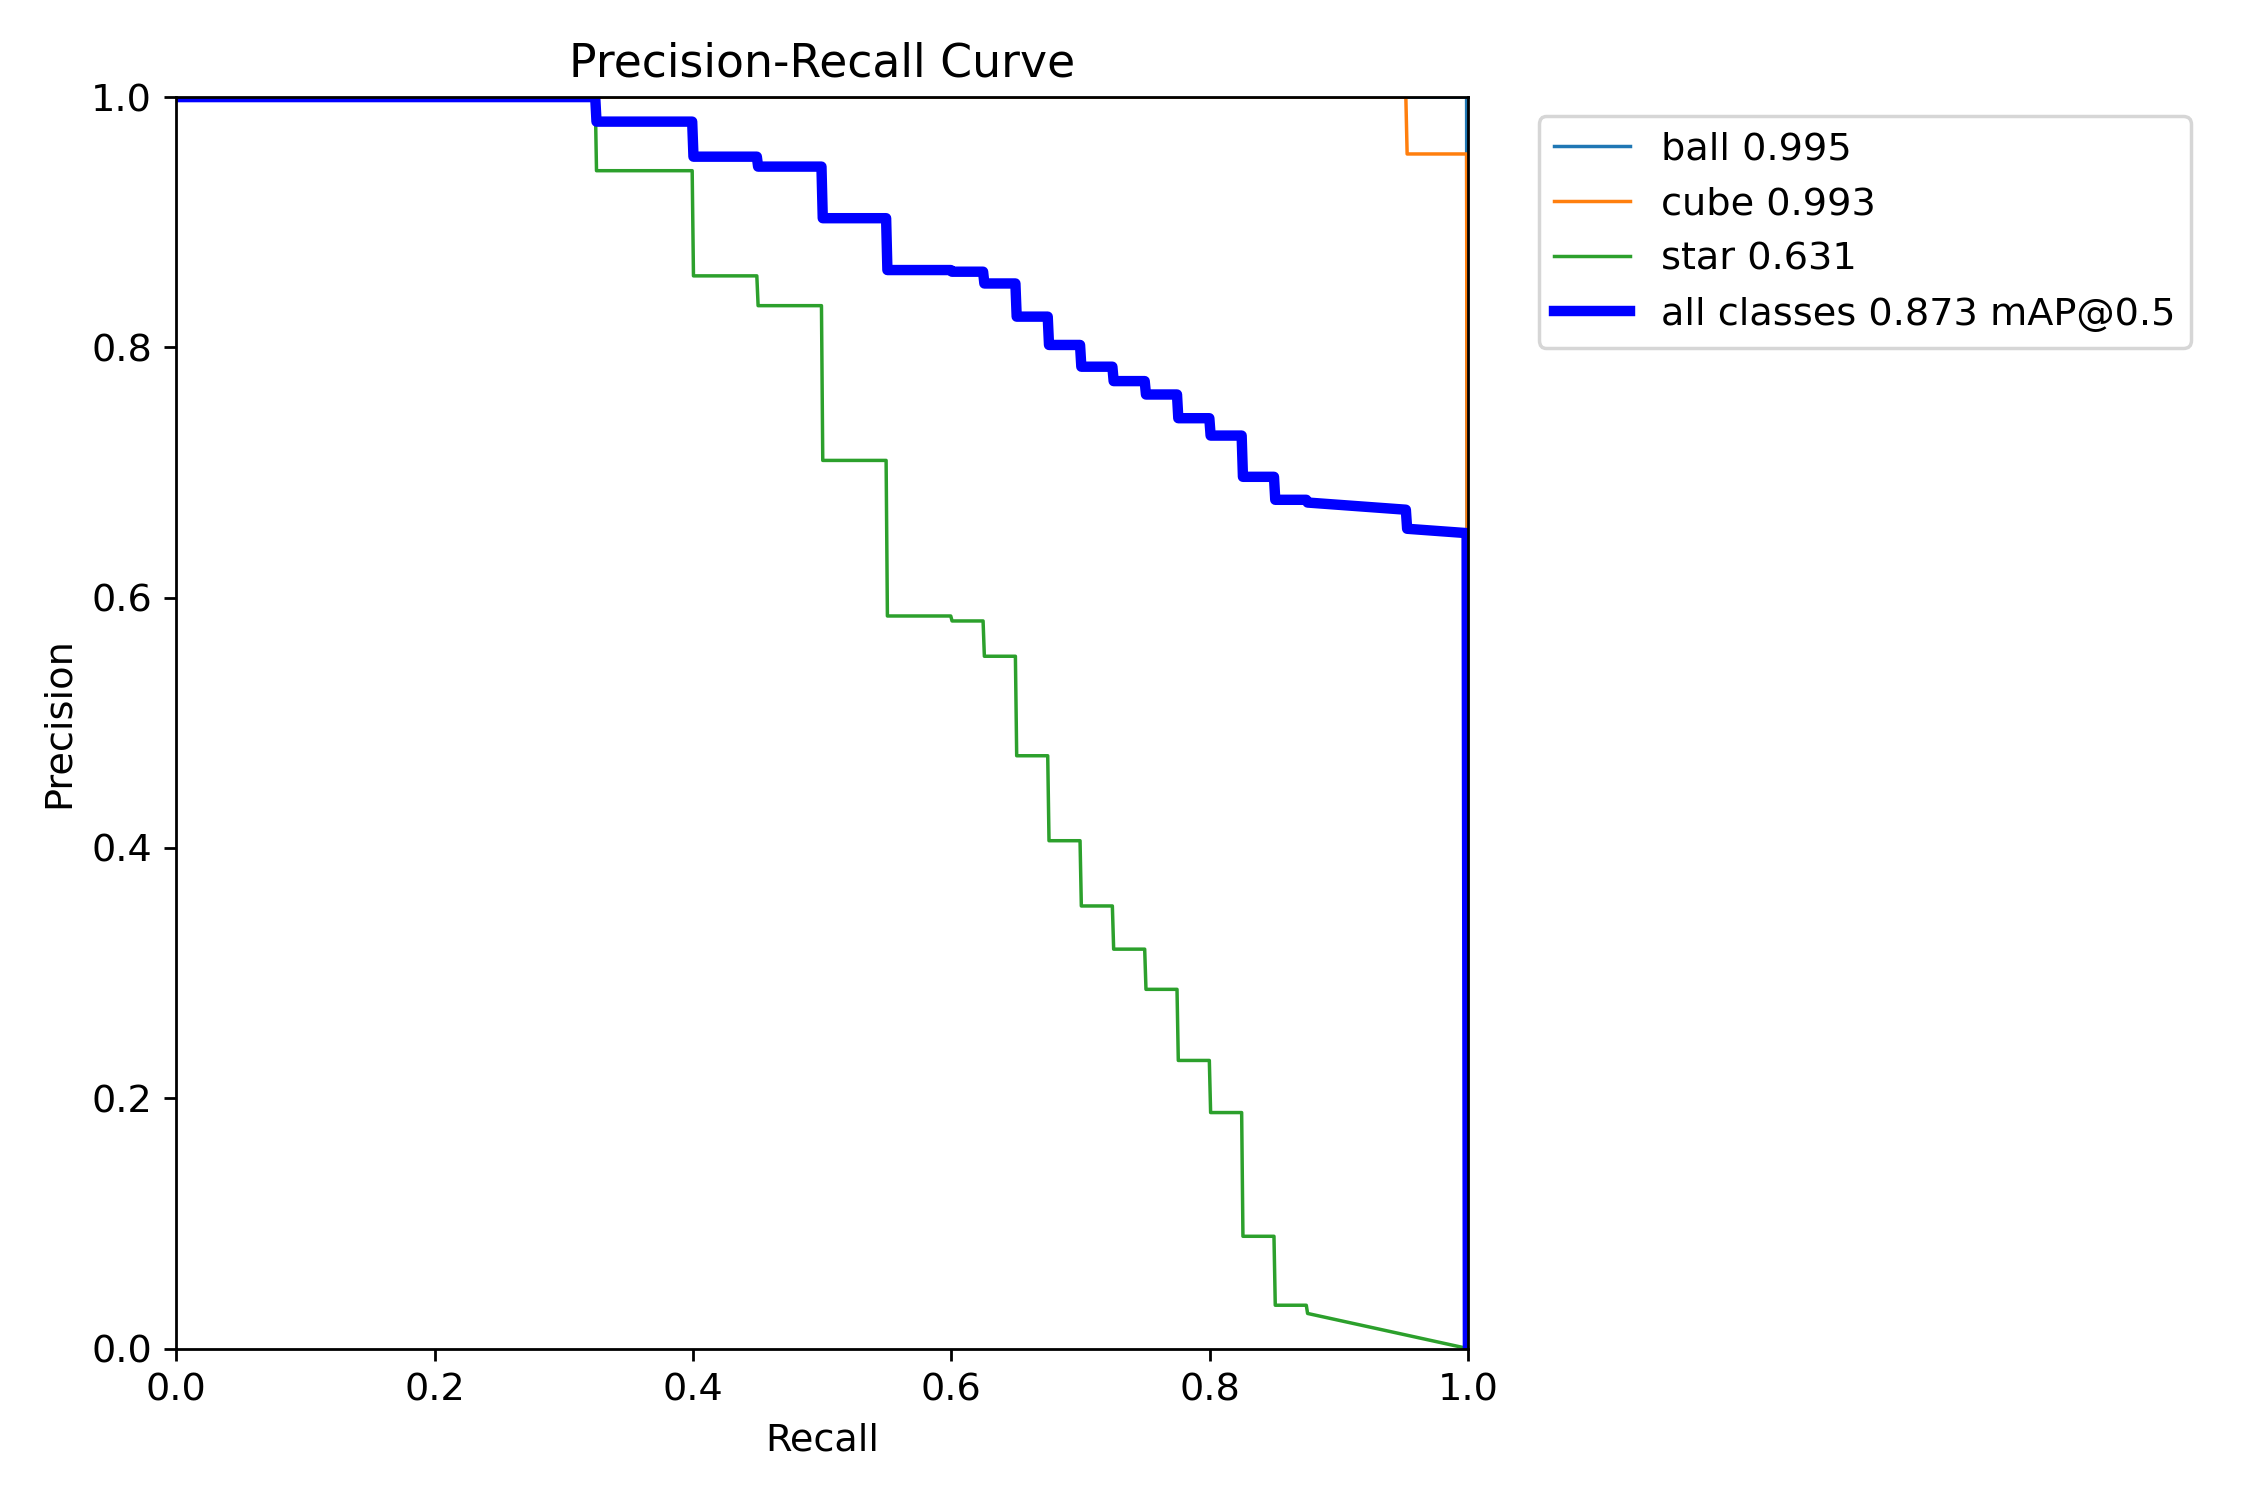 Precision-Recall Curve
1.0
0.8
0.6
0.4
0.2
0.0
Precision
0.0 0.2 0.4 0.6 0.8 1.0
Recall
ball 0.995
cube 0.993
star 0.631
all classes 0.873 mAP@0.5